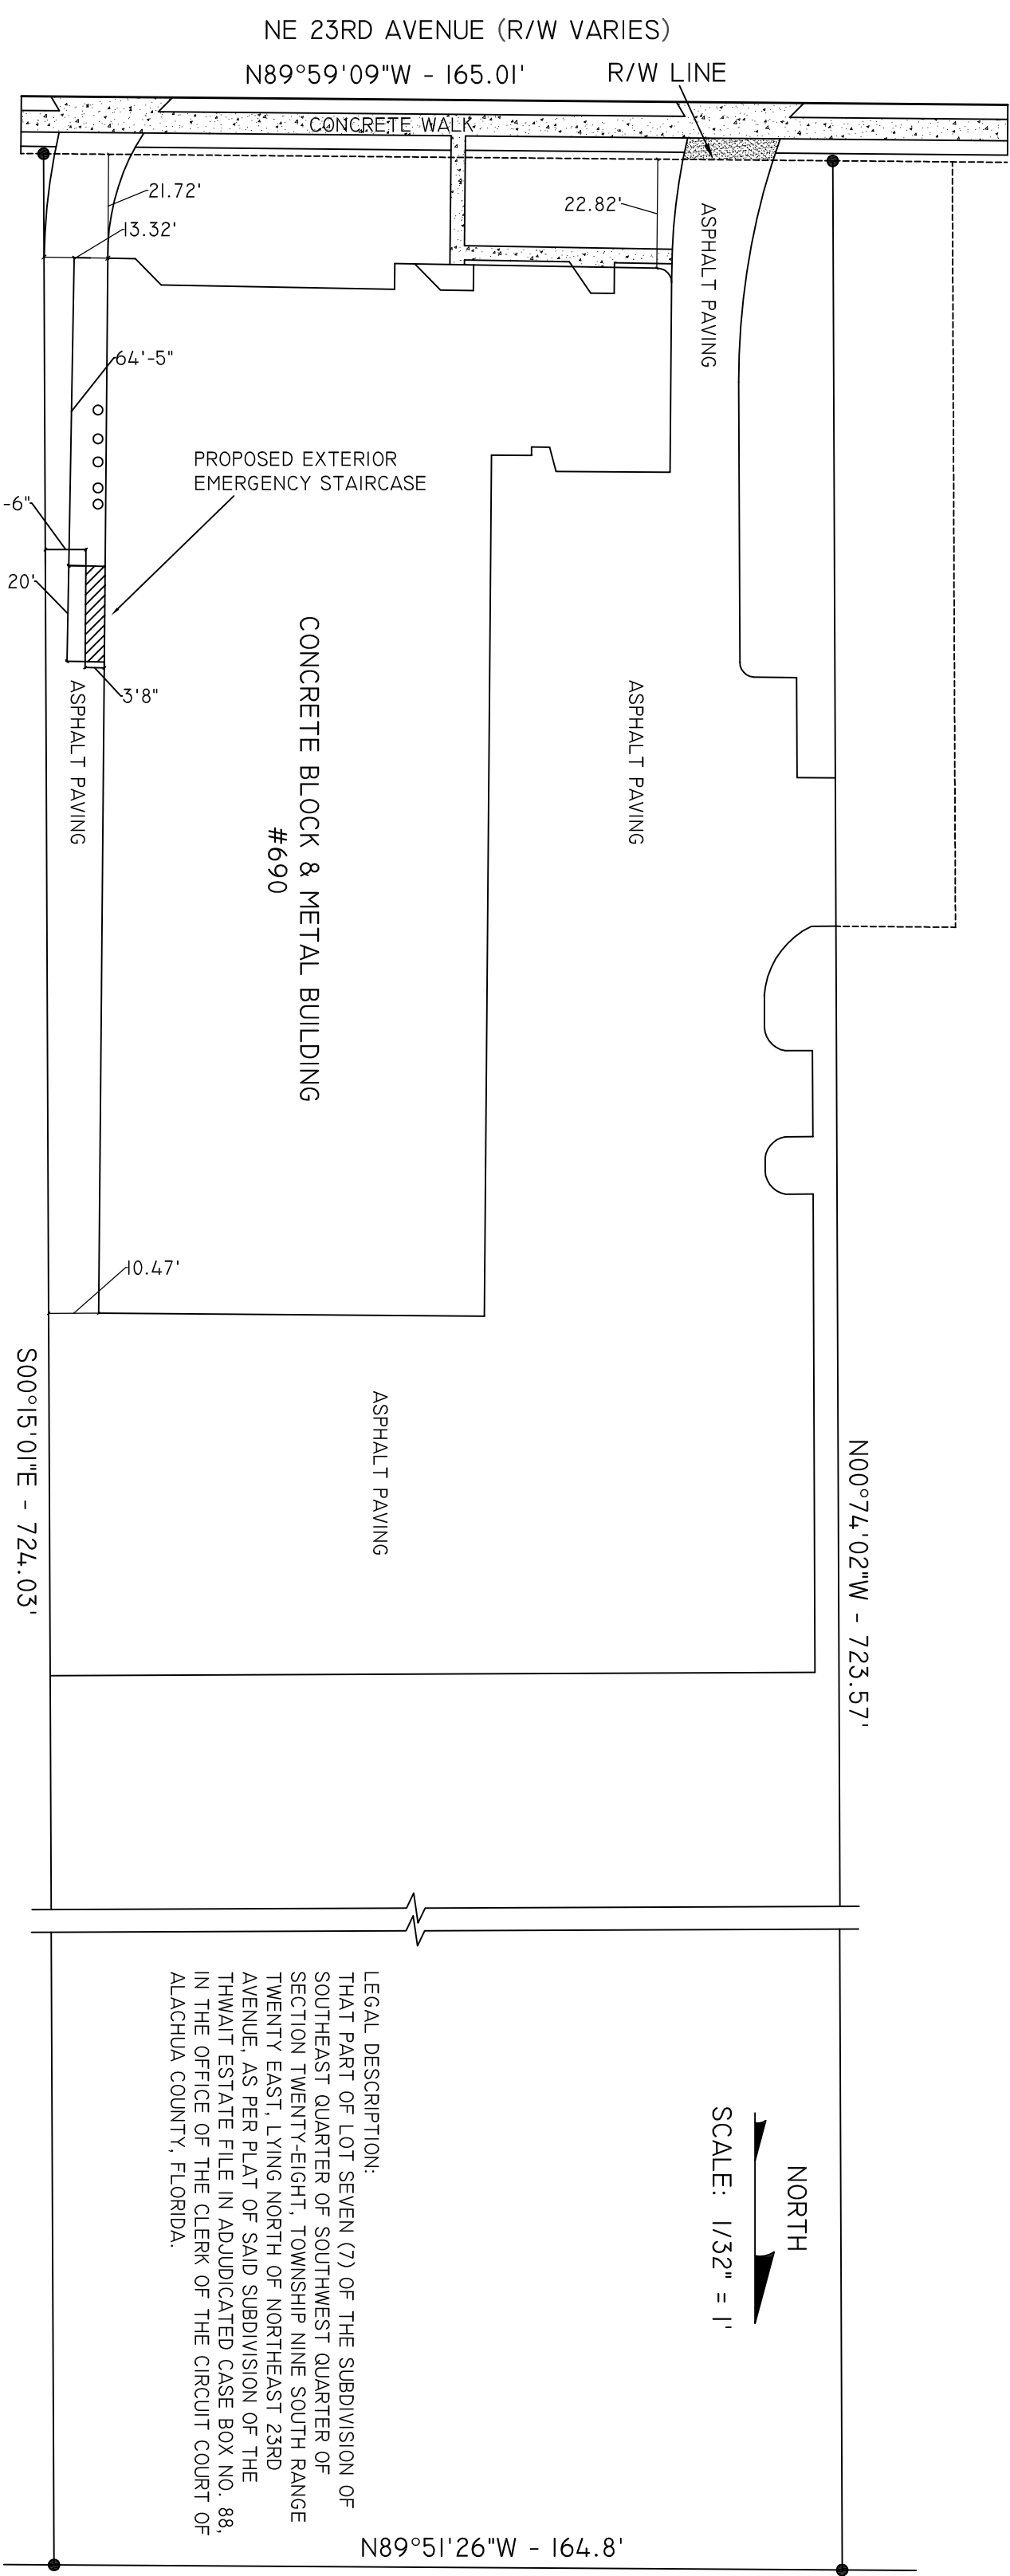 NE 23RD AVENUE (R/W VARIES)
N89°59'09"W - 165.01'
R/W LINE
CONCRETE WALK
21.72'
13.32'
22.82'
ASPHALT PAVING
64'-5"
PROPOSED EXTERIOR
EMERGENCY STAIRCASE
-6"
20'
3'8"
ASPHALT PAVING
CONCRETE BLOCK & METAL BUILDING
#690
ASPHALT PAVING
10.47'
S00°15'01"E - 724.03'
ASPHALT PAVING
N00°74'02"W - 723.57'
LEGAL DESCRIPTION:
THAT PART OF LOT SEVEN (7) OF THE SUBDIVISION OF
SOUTHEAST QUARTER OF SOUTHWEST QUARTER OF
SECTION TWENTY-EIGHT, TOWNSHIP NINE SOUTH RANGE
TWENTY EAST, LYING NORTH OF NORTHEAST 23RD
AVENUE, AS PER PLAT OF SAID SUBDIVISION OF THE
THWAIT ESTATE FILE IN ADJUDICATED CASE BOX NO. 88,
IN THE OFFICE OF THE CLERK OF THE CIRCUIT COURT OF
ALACHUA COUNTY, FLORIDA.
NORTH
SCALE: 1/32" = 1'
N89°51'26"W - 164.8'